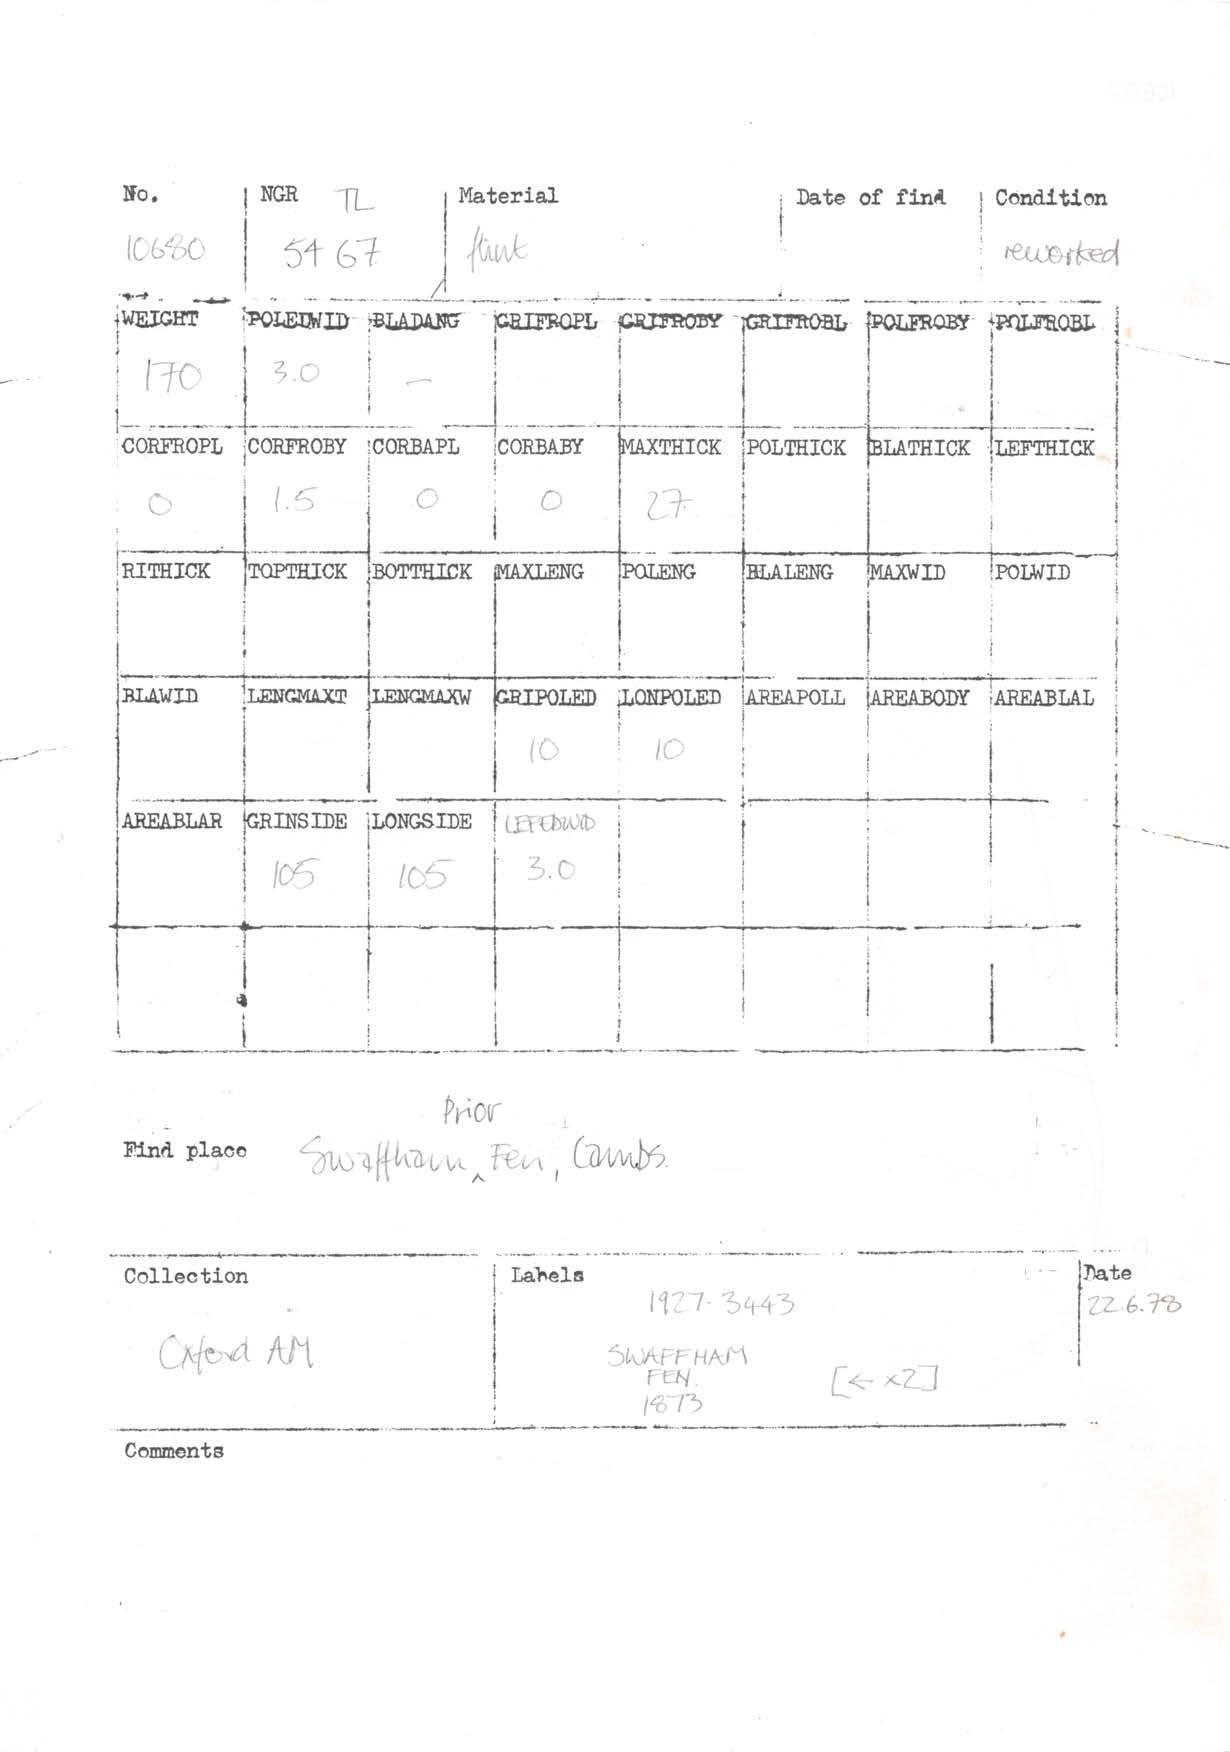 No. NGR TL Material Date of find Condition
10680 5467 flint reworked
WEIGHT POLEDWID BLADANG GRIFROPL GRIFROBY GRIFROBL POLFROBY POLFROBL
170 3.0 —
CORFROPL CORFROBY CORBAPL CORBABY MAXTHICK POLTHICK BLATHICK LEFTHICK
0 1.5 0 0 27
RITHICK TOPTHICK BOTTHICK MAXLENG POLENG BLALENG MAXWID POLWID
BLAWID LENGMAXT LENGMAXW GRIPOLED LONPOLED AREAPOLL AREABODY AREABLAL
10 10
AREABLAR GRINSIDE LONGSIDE LEFEDWID
105 105 3.0
Prior
Find place Swaffham ^ Fen, Cambs.
Collection Labels Date
1927.3443 22.6.78
Oxford AM SWAFFHAM
FEN.
[← x2]
1873
Comments